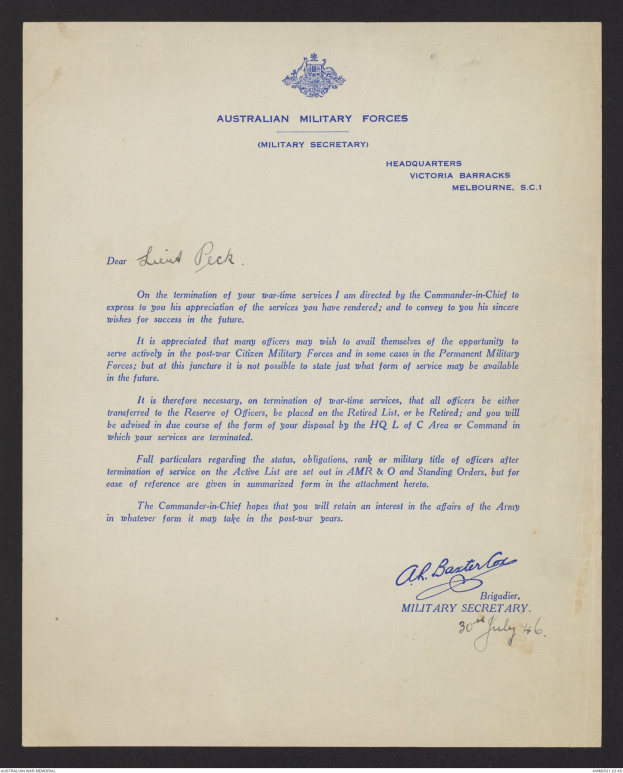 AUSTRALIAN MILITARY FORCES
(MILITARY SECRETARY)
HEADQUARTERS
VICTORIA BARRACKS
MELBOURNE, S.C.1
Dear Lieut Peck.
On the termination of your war-time services I am directed by the Commander-in-Chief to
express to you his appreciation of the services you have rendered; and to convey to you his sincere
wishes for success in the future.
It is appreciated that many officers may wish to avail themselves of the opportunity to
serve actively in the post-war Citizen Military Forces and in some cases in the Permanent Military
Forces; but at this juncture it is not possible to state just what form of service may be available
in the future.
It is therefore necessary, on termination of war-time services, that all officers be either
transferred to the Reserve of Officers, be placed on the Retired List, or be Retired; and you will
be advised in due course of the form of your disposal by the HQ L of C Area or Command in
which your services are terminated.
Full particulars regarding the status, obligations, rank or military title of officers after
termination of service on the Active List are set out in AMR & O and Standing Orders, but for
ease of reference are given in summarized form in the attachment hereto.
The Commander-in-Chief hopes that you will retain an interest in the affairs of the Army
in whatever form it may take in the post-war years.
A.h. Baxter Cox
Brigadier,
MILITARY SECRETARY.
30th July 46.
AUSTRALIAN WAR MEMORIAL